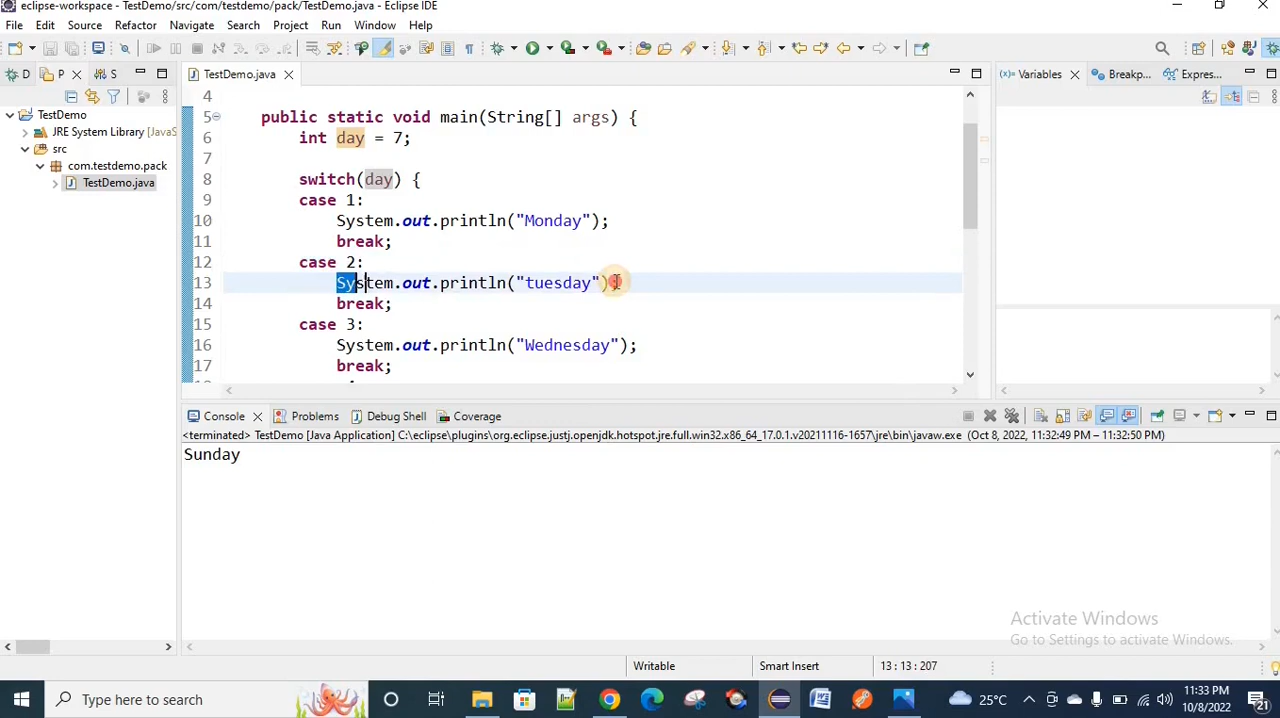 eclipse-workspace - TestDemo/src/com/testdemo/pack/TestDemo.java - Eclipse IDE
File Edit Source Refactor Navigate Search Project Run Window Help
D P S
TestDemo.java
Variables Breakp... Expres...
TestDemo
JRE System Library [JavaS
src
com.testdemo.pack
TestDemo.java
4
5 public static void main(String[] args) {
6 int day = 7;
7
8 switch(day) {
9 case 1:
10 System.out.println("Monday");
11 break;
12 case 2:
13 System.out.println("tuesday")
14 break;
15 case 3:
16 System.out.println("Wednesday");
17 break;
Console Problems Debug Shell Coverage
<terminated> TestDemo [Java Application] C:\eclipse\plugins\org.eclipse.justj.openjdk.hotspot.jre.full.win32.x86_64_17.0.1.v20211116-1657\jre\bin\javaw.exe (Oct 8, 2022, 11:32:49 PM – 11:32:50 PM)
Sunday
Activate Windows
Go to Settings to activate Windows.
Writable Smart Insert 13 : 13 : 207
Type here to search
25°C
11:33 PM
10/8/2022
21